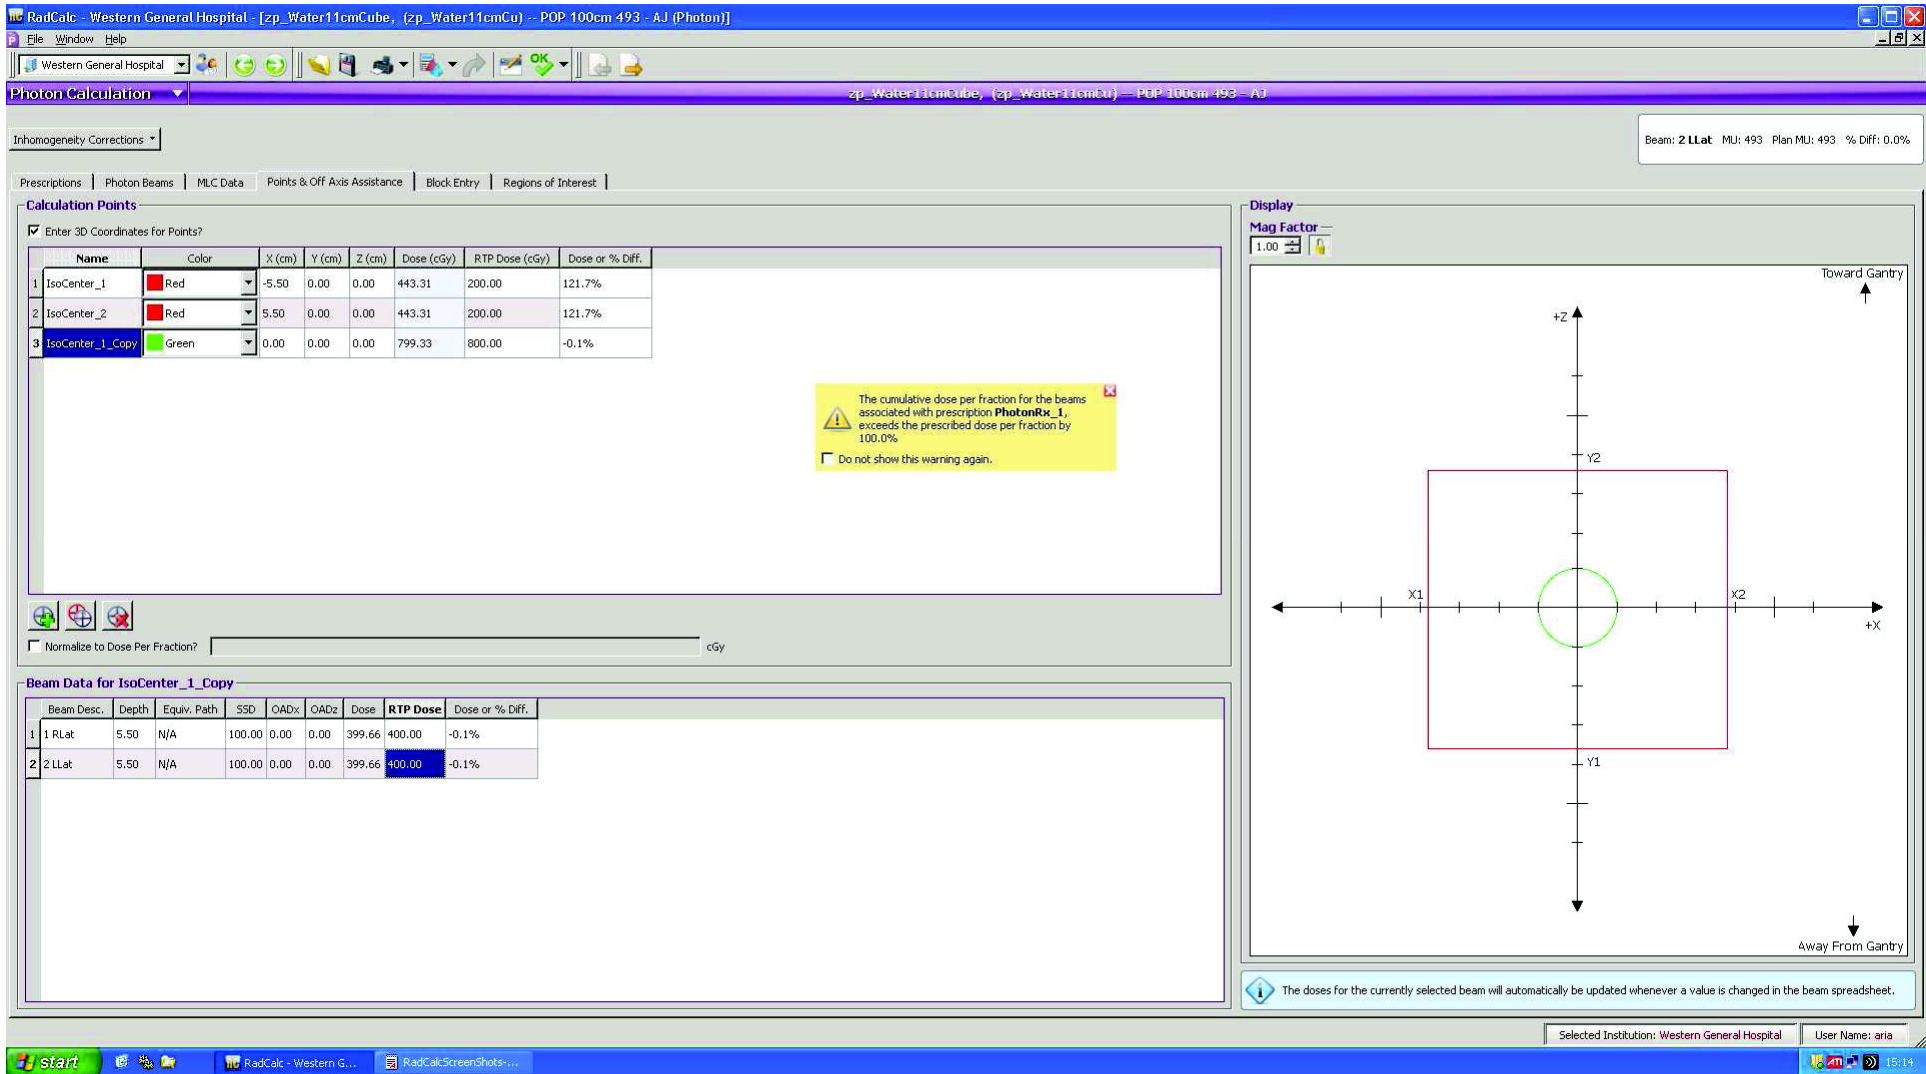 RadCalc - Western General Hospital - [zp_Water11cmCube, (zp_Water11cmCu) -- POP 100cm 493 - AJ (Photon)]
File Window Help
Western General Hospital OK
Photon Calculation zp_Water11cmCube, (zp_Water11cmCu) -- POP 100cm 493 - AJ
Inhomogeneity Corrections
Beam: 2 LLat MU: 493 Plan MU: 493 % Diff: 0.0%
Prescriptions Photon Beams MLC Data Points & Off Axis Assistance Block Entry Regions of Interest
Calculation Points
Enter 3D Coordinates for Points?
Name Color X (cm) Y (cm) Z (cm) Dose (cGy) RTP Dose (cGy) Dose or % Diff.
1 IsoCenter_1 Red -5.50 0.00 0.00 443.31 200.00 121.7%
2 IsoCenter_2 Red 5.50 0.00 0.00 443.31 200.00 121.7%
3 IsoCenter_1_Copy Green 0.00 0.00 0.00 799.33 800.00 -0.1%
The cumulative dose per fraction for the beams
associated with prescription PhotonRx_1,
exceeds the prescribed dose per fraction by
100.0%
Do not show this warning again.
Normalize to Dose Per Fraction? cGy
Beam Data for IsoCenter_1_Copy
Beam Desc. Depth Equiv. Path SSD OADx OADz Dose RTP Dose Dose or % Diff.
1 1 RLat 5.50 N/A 100.00 0.00 0.00 399.66 400.00 -0.1%
2 2 LLat 5.50 N/A 100.00 0.00 0.00 399.66 400.00 -0.1%
Display
Mag Factor
1.00
Toward Gantry
+Z
Y2
X1 X2
+X
Y1
Away From Gantry
The doses for the currently selected beam will automatically be updated whenever a value is changed in the beam spreadsheet.
Selected Institution: Western General Hospital User Name: aria
start RadCalc - Western G... RadCalcScreenShots-... ATI 15:14